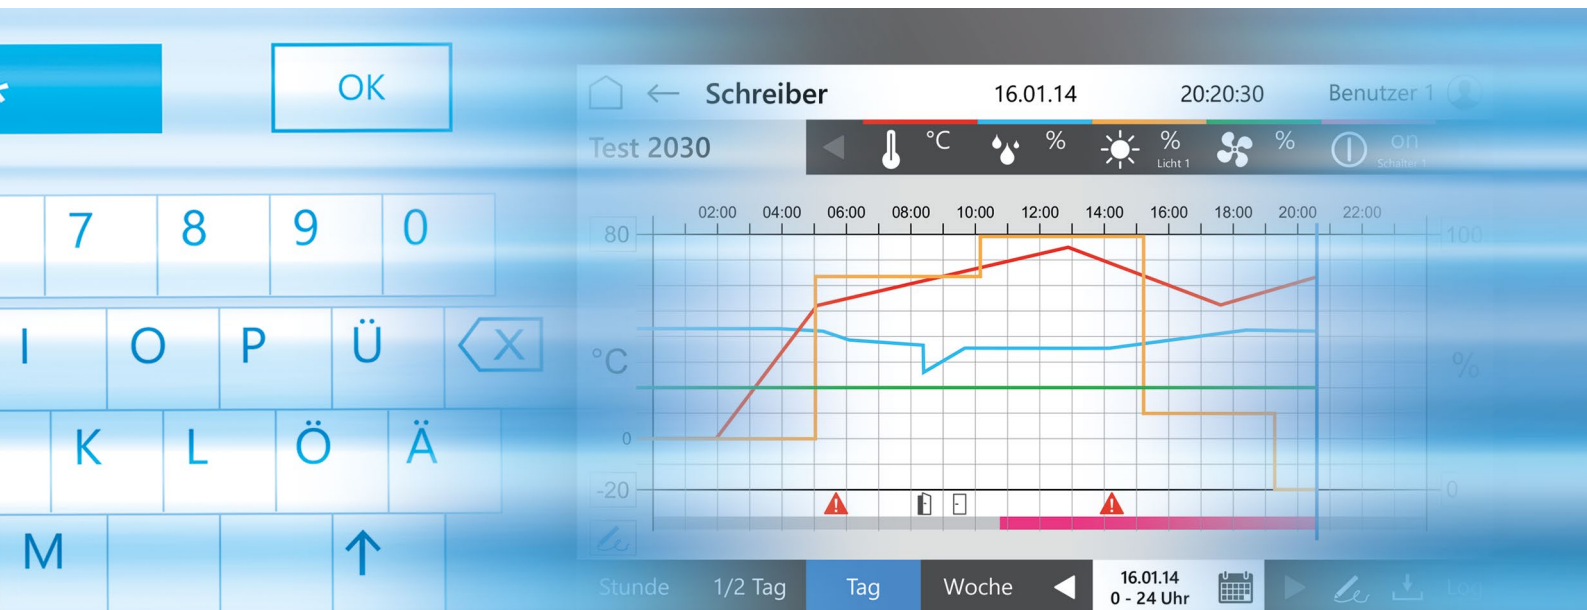 *
OK
7 8 9 0
I O P Ü X
K L Ö Ä
M
Schreiber 16.01.14 20:20:30 Benutzer 1
Test 2030 °C % % % on
Licht 1 Schalter 1
02:00 04:00 06:00 08:00 10:00 12:00 14:00 16:00 18:00 20:00 22:00
80 100
°C %
0
-20 0
Stunde 1/2 Tag Tag Woche 16.01.14 Log
0 - 24 Uhr